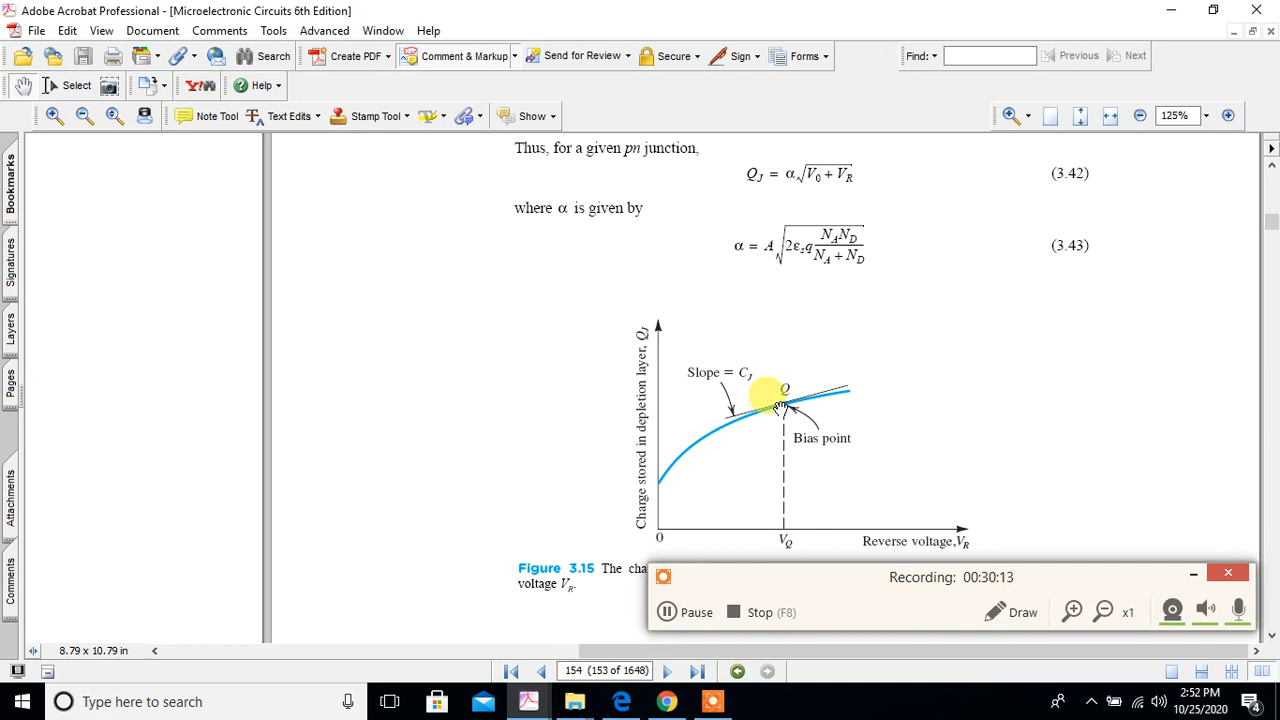 Adobe Acrobat Professional - [Microelectronic Circuits 6th Edition]
File Edit View Document Comments Tools Advanced Window Help
Search Create PDF Comment & Markup Send for Review Secure Sign Forms Find: Previous Next
Select Y! Help
Note Tool Text Edits Stamp Tool Show 125%
Bookmarks
Signatures
Layers
Pages
Attachments
Comments
Thus, for a given pn junction,
Q_J = α√(V_0 + V_R) (3.42)
where α is given by
α = A√(2ε_s q N_A N_D / (N_A + N_D)) (3.43)
Charge stored in depletion layer, Q_J
Slope = C_J
Q
Bias point
0 V_Q Reverse voltage, V_R
Figure 3.15 The cha
voltage V_R.
Recording: 00:30:13
Pause Stop (F8) Draw x1
8.79 x 10.79 in
154 (153 of 1648)
Type here to search
2:52 PM
10/25/2020
4